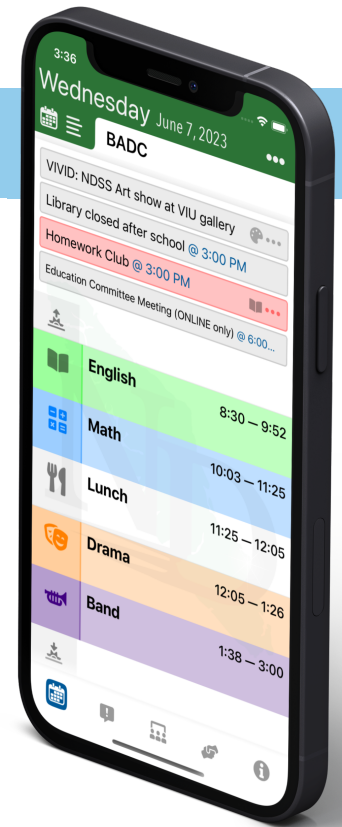 3:36
Wednesday June 7, 2023
BADC
VIVID: NDSS Art show at VIU gallery
Library closed after school @ 3:00 PM
Homework Club @ 3:00 PM
Education Committee Meeting (ONLINE only) @ 6:00...
English 8:30 — 9:52
Math 10:03 — 11:25
Lunch 11:25 — 12:05
Drama 12:05 — 1:26
Band 1:38 — 3:00